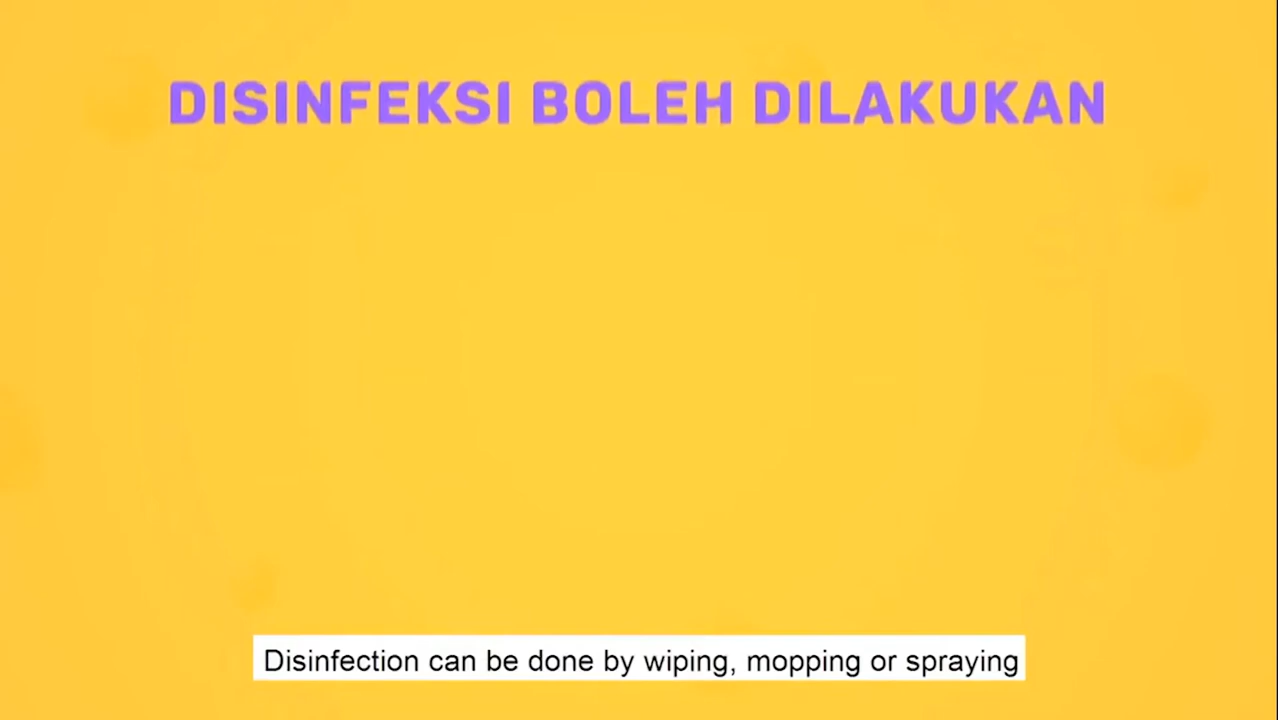 DISINFEKSI BOLEH DILAKUKAN
Disinfection can be done by wiping, mopping or spraying